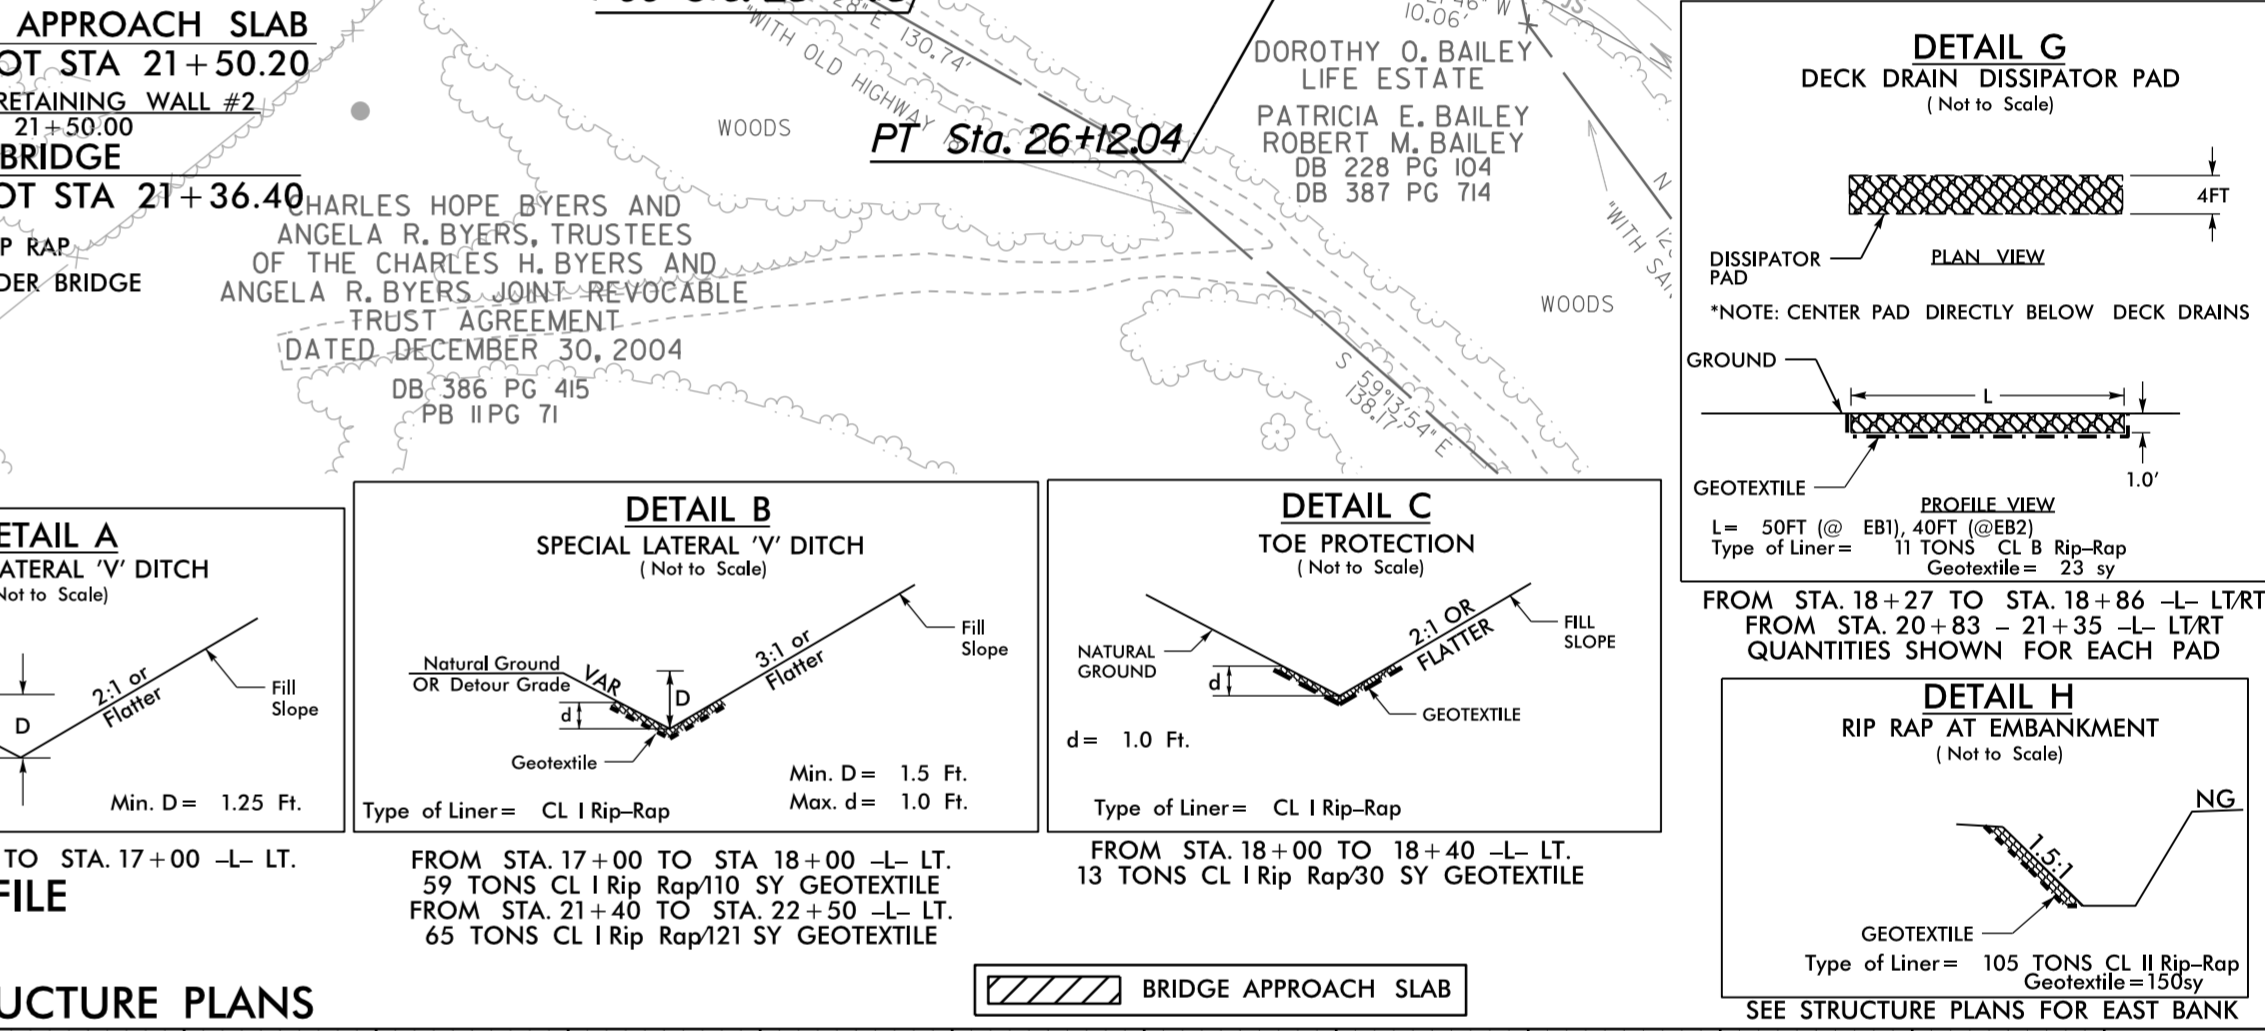 APPROACH SLAB
OT STA 21+50.20
RETAINING WALL #2
21+50.00
BRIDGE
OT STA 21+36.40
P RAP
DER BRIDGE
28" E 130.74'
"WITH OLD HIGHWAY
WOODS
PT Sta. 26+12.04
10.06'
W
DOROTHY O. BAILEY
LIFE ESTATE
PATRICIA E. BAILEY
ROBERT M. BAILEY
DB 228 PG 104
DB 387 PG 714
N
"WITH SAI
WOODS
CHARLES HOPE BYERS AND
ANGELA R. BYERS, TRUSTEES
OF THE CHARLES H. BYERS AND
ANGELA R. BYERS JOINT REVOCABLE
TRUST AGREEMENT
DATED DECEMBER 30, 2004
DB 386 PG 415
PB 11 PG 71
S 59°13'54" E
138.17'
DETAIL G
DECK DRAIN DISSIPATOR PAD
(Not to Scale)
4FT
DISSIPATOR
PAD
PLAN VIEW
*NOTE: CENTER PAD DIRECTLY BELOW DECK DRAINS
GROUND
L
1.0'
GEOTEXTILE
PROFILE VIEW
L= 50FT (@ EB1), 40FT (@EB2)
Type of Liner= 11 TONS CL B Rip-Rap
Geotextile= 23 sy
FROM STA. 18+27 TO STA. 18+86 -L- LT/RT
FROM STA. 20+83 - 21+35 -L- LT/RT
QUANTITIES SHOWN FOR EACH PAD
ETAIL A
ATERAL 'V' DITCH
Not to Scale)
2:1 or
Flatter
Fill
Slope
D
Min. D= 1.25 Ft.
TO STA. 17+00 -L- LT.
FILE
DETAIL B
SPECIAL LATERAL 'V' DITCH
(Not to Scale)
Natural Ground
OR Detour Grade
VAR
3:1 or
Flatter
Fill
Slope
D
d
Geotextile
Min. D= 1.5 Ft.
Max. d= 1.0 Ft.
Type of Liner= CL I Rip-Rap
FROM STA. 17+00 TO STA 18+00 -L- LT.
59 TONS CL I Rip Rap/110 SY GEOTEXTILE
FROM STA. 21+40 TO STA. 22+50 -L- LT.
65 TONS CL I Rip Rap/121 SY GEOTEXTILE
DETAIL C
TOE PROTECTION
(Not to Scale)
NATURAL
GROUND
2:1 OR
FLATTER
FILL
SLOPE
d
GEOTEXTILE
d= 1.0 Ft.
Type of Liner= CL I Rip-Rap
FROM STA. 18+00 TO 18+40 -L- LT.
13 TONS CL I Rip Rap/30 SY GEOTEXTILE
DETAIL H
RIP RAP AT EMBANKMENT
(Not to Scale)
NG
1.5:1
GEOTEXTILE
Type of Liner= 105 TONS CL II Rip-Rap
Geotextile=150sy
SEE STRUCTURE PLANS FOR EAST BANK
BRIDGE APPROACH SLAB
UCTURE PLANS